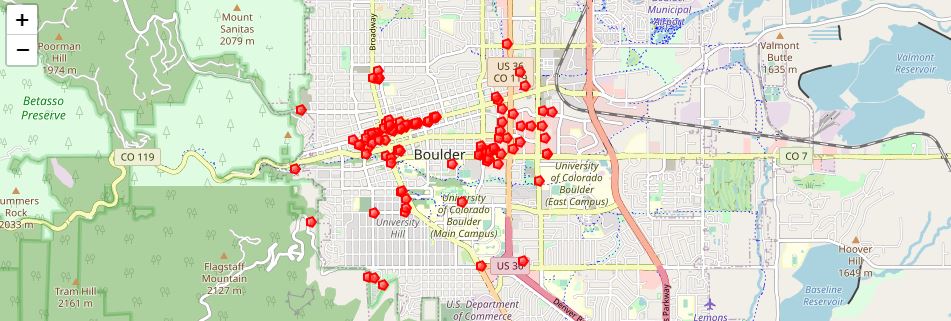 +
−
Mount
Sanitas
2079 m
Poorman
Hill
1974 m
Betasso
Preserve
Broadway
Municipal
Airport
US 36
CO 119
Valmont
Butte
1635 m
Valmont
Reservoir
CO 119
Boulder
CO 7
University
of Colorado
Boulder
(East Campus)
University
of Colorado
Boulder
(Main Campus)
University
Hill
ummers
Rock
2033 m
Flagstaff
Mountain
2127 m
Tram Hill
2161 m
US 36
Hoover
Hill
1649 m
Baseline
Reservoir
U.S. Department
of Commerce
Denver B
s Parkway
Lemons